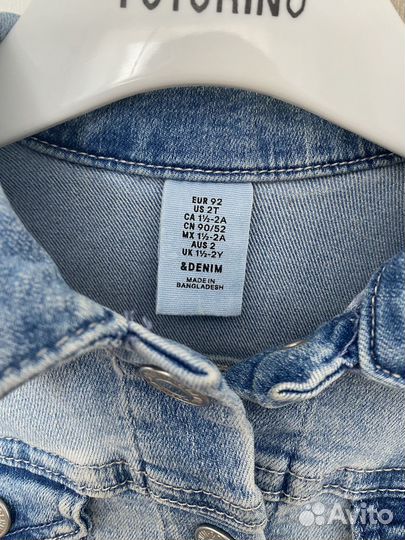 FUTURINO
EUR 92
US 2T
CA 1½-2A
CN 90/52
MX 1½-2A
AUS 2
UK 1½-2Y
&DENIM
MADE IN
BANGLADESH
Avito